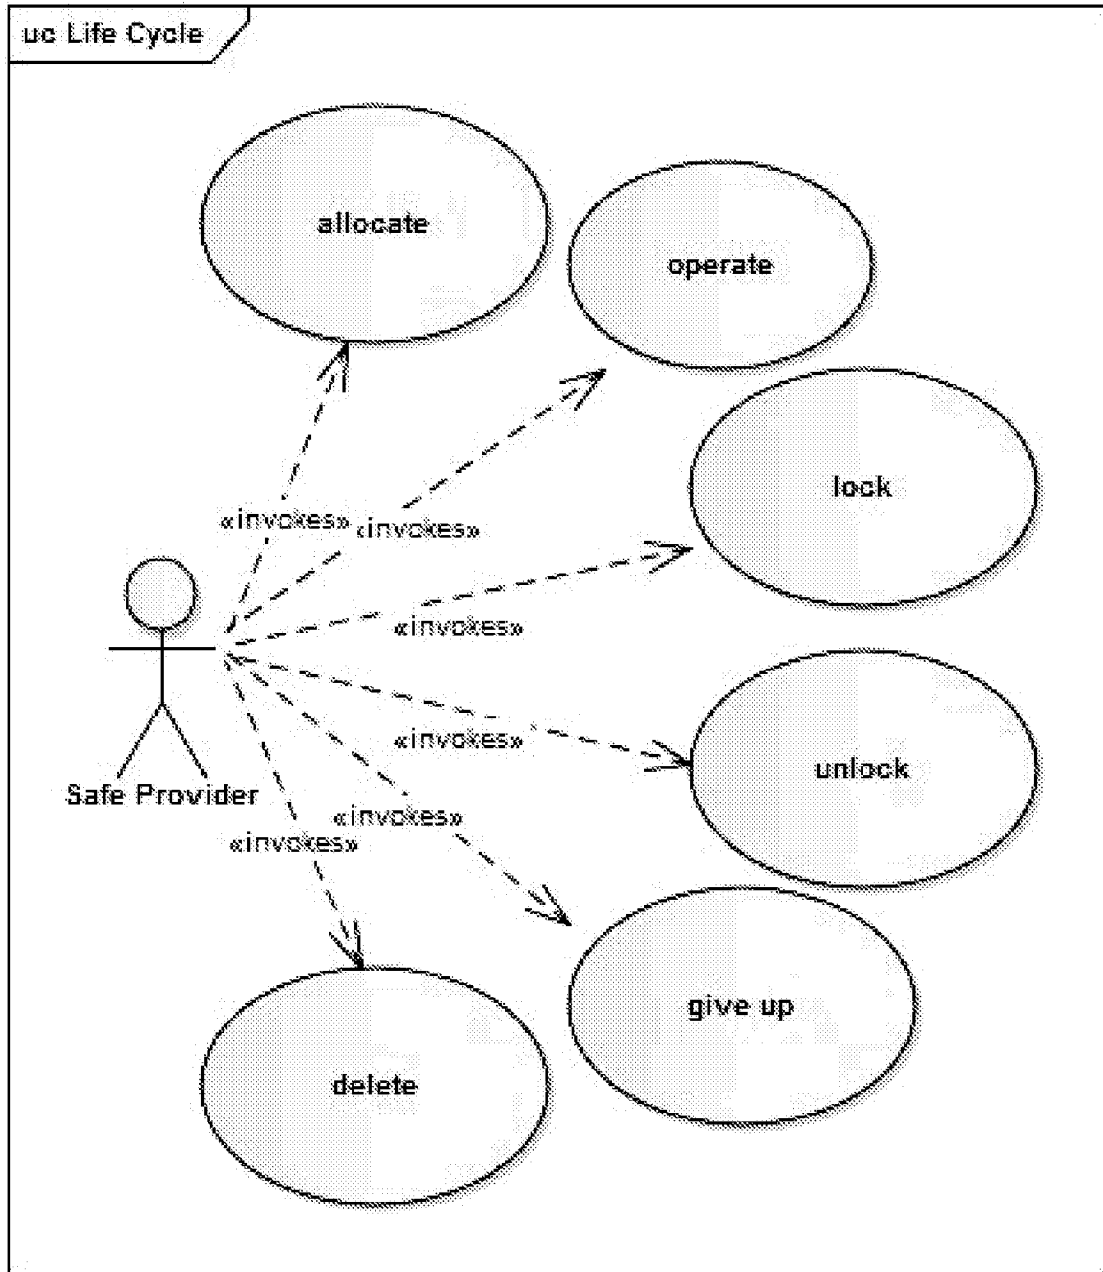 uc Life Cycle
allocate
operate
lock
«invokes»
‹invokes»
«invokes»
«invokes»
unlock
Safe Provider
«invokes»
«invokes»
give up
delete